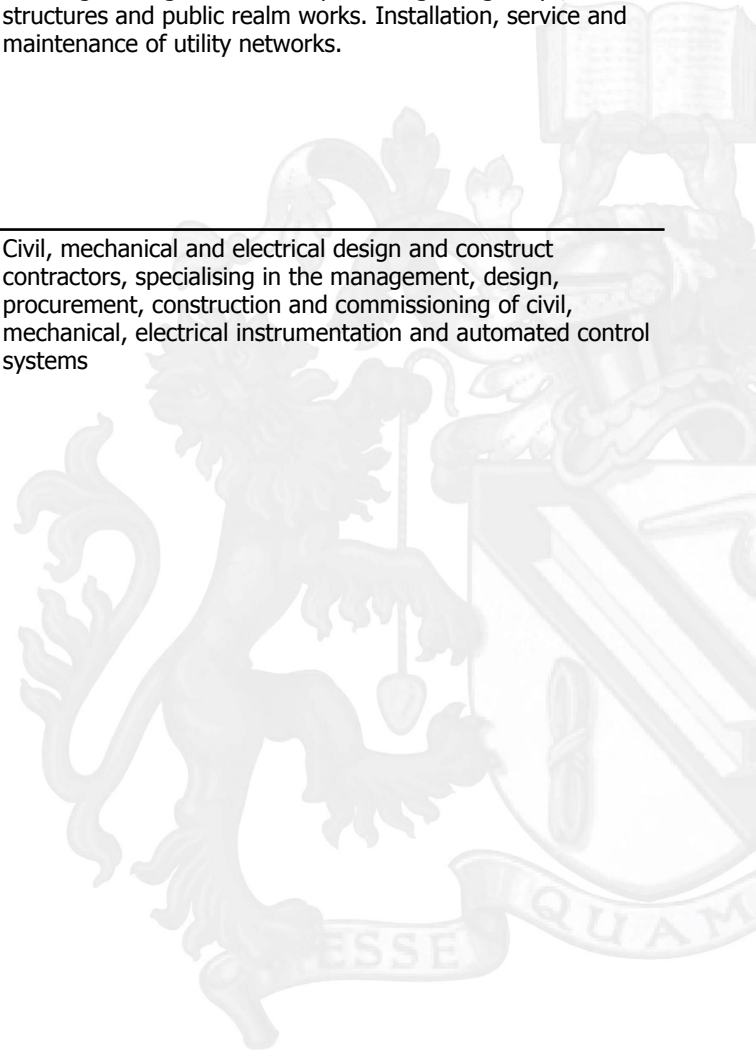 structures and public realm works. Installation, service and
maintenance of utility networks.
Civil, mechanical and electrical design and construct
contractors, specialising in the management, design,
procurement, construction and commissioning of civil,
mechanical, electrical instrumentation and automated control
systems
ESSE
QUAM